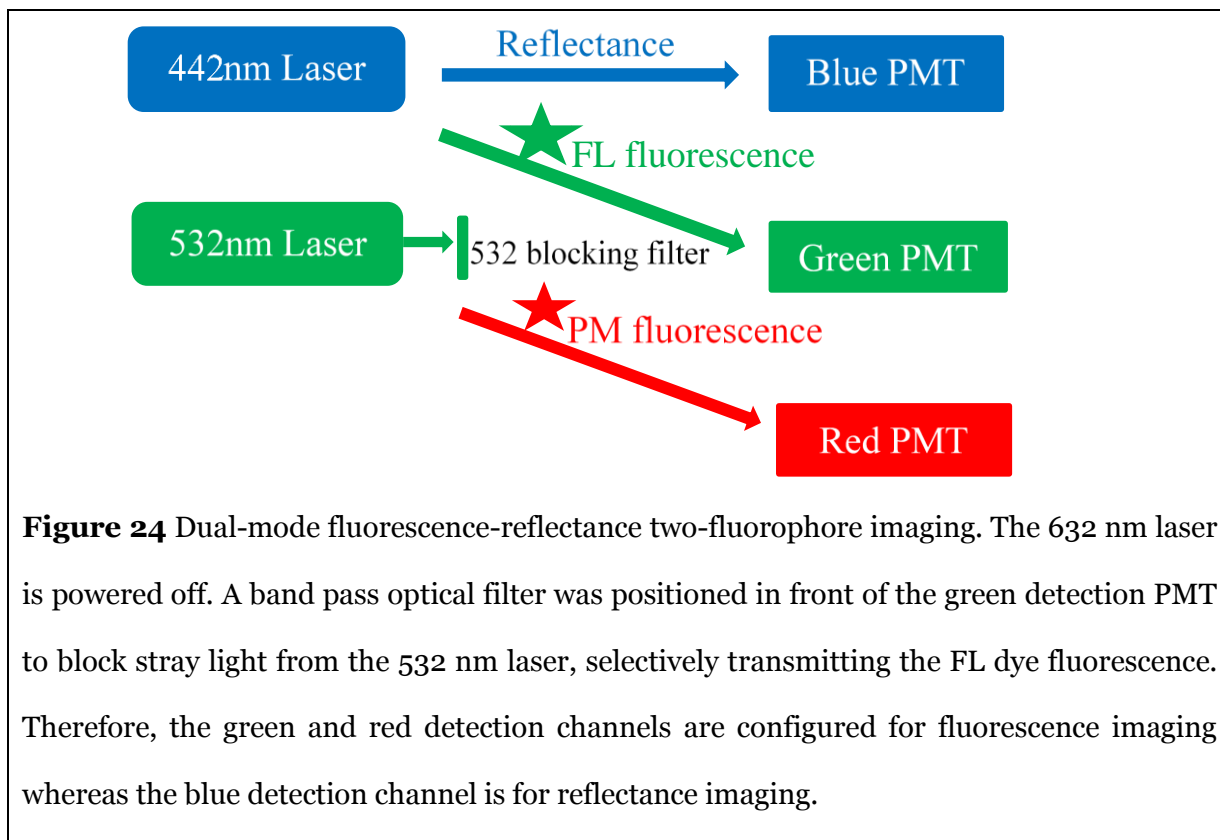 442nm Laser
Reflectance
Blue PMT
FL fluorescence
532nm Laser
532 blocking filter
Green PMT
PM fluorescence
Red PMT
Figure 24 Dual-mode fluorescence-reflectance two-fluorophore imaging. The 632 nm laser
is powered off. A band pass optical filter was positioned in front of the green detection PMT
to block stray light from the 532 nm laser, selectively transmitting the FL dye fluorescence.
Therefore, the green and red detection channels are configured for fluorescence imaging
whereas the blue detection channel is for reflectance imaging.